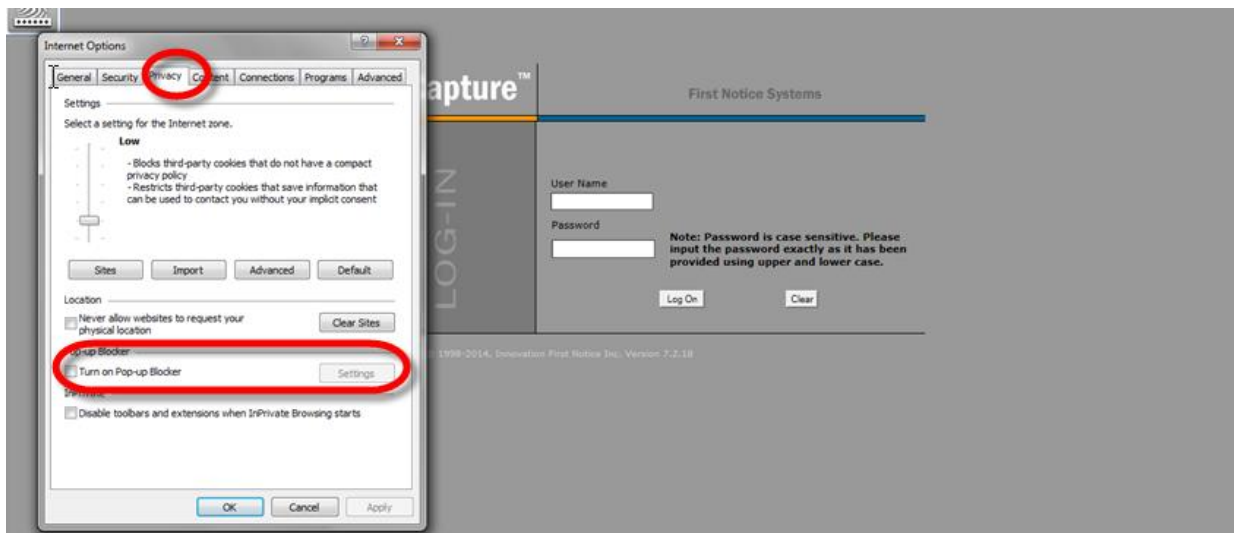 Internet Options
General Security Privacy Content Connections Programs Advanced
Settings
Select a setting for the Internet zone.
Low
- Blocks third-party cookies that do not have a compact
privacy policy
- Restricts third-party cookies that save information that
can be used to contact you without your implicit consent
Sites Import Advanced Default
Location
Never allow websites to request your
physical location
Clear Sites
Pop-up Blocker
Turn on Pop-up Blocker
Settings
InPrivate
Disable toolbars and extensions when InPrivate Browsing starts
OK Cancel Apply
apture™
First Notice Systems
LOG-IN
User Name
Password
Note: Password is case sensitive. Please
input the password exactly as it has been
provided using upper and lower case.
Log On Clear
1998-2014, Innovation First Notice Inc. Version 7.2.18